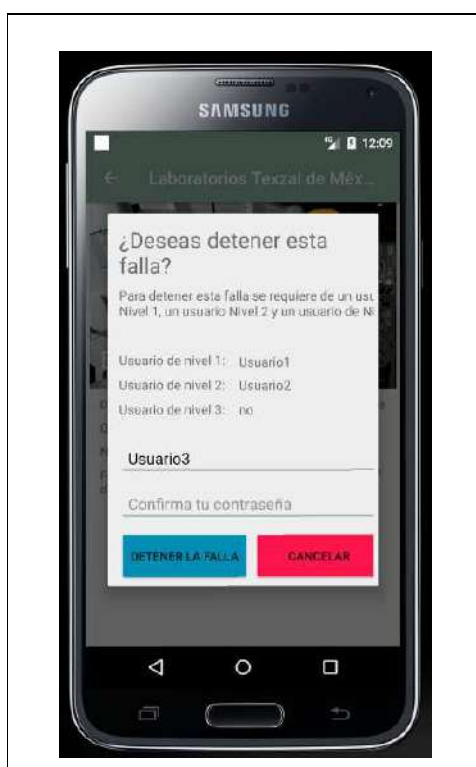 SAMSUNG
4G 12:09
← Laboratorios Texzal de Méx...
¿Deseas detener esta
falla?
Para detener esta falla se requiere de un usu
Nivel 1, un usuario Nivel 2 y un usuario de Ni
Usuario de nivel 1: Usuario1
Usuario de nivel 2: Usuario2
Usuario de nivel 3: no
Usuario3
Confirma tu contraseña
DETENER LA FALLA CANCELAR